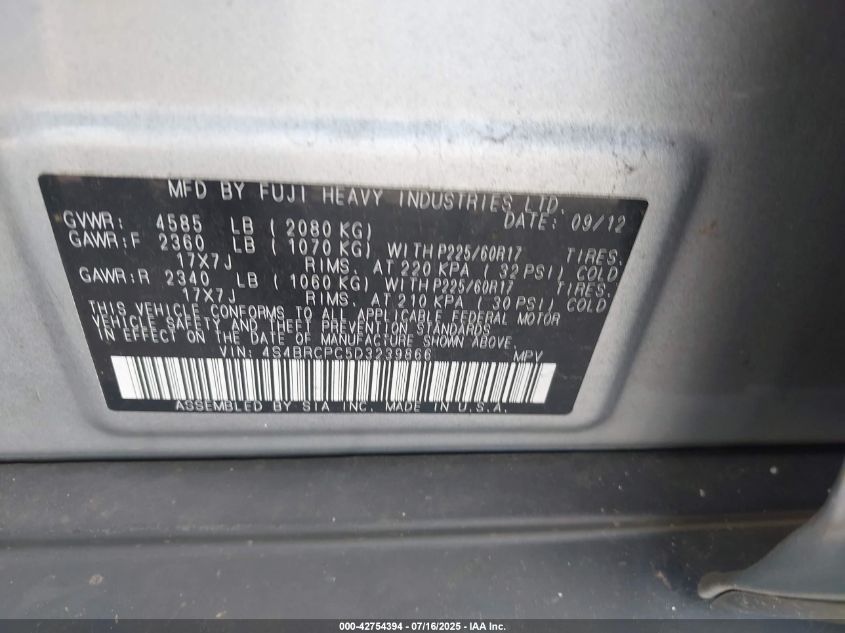 MFD BY FUJI HEAVY INDUSTRIES LTD.
GVWR: 4585 LB ( 2080 KG) DATE: 09/12
GAWR:F 2360 LB ( 1070 KG) WITH P225/60R17 TIRES.
17X7J RIMS. AT 220 KPA ( 32 PSI) COLD
GAWR:R 2340 LB ( 1060 KG) WITH P225/60R17 TIRES.
17X7J RIMS. AT 210 KPA ( 30 PSI) COLD
THIS VEHICLE CONFORMS TO ALL APPLICABLE FEDERAL MOTOR
VEHICLE SAFETY AND THEFT PREVENTION STANDARDS
IN EFFECT ON THE DATE OF MANUFACTURE SHOWN ABOVE.
VIN: 4S4BRCPC5D3239866 MPV
ASSEMBLED BY SIA INC. MADE IN U.S.A.
000-42754394 - 07/16/2025 - IAA Inc.